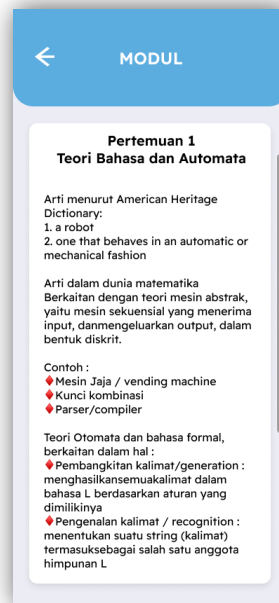 MODUL
Pertemuan 1
Teori Bahasa dan Automata
Arti menurut American Heritage
Dictionary:
1. a robot
2. one that behaves in an automatic or
mechanical fashion
Arti dalam dunia matematika
Berkaitan dengan teori mesin abstrak,
yaitu mesin sekuensial yang menerima
input, danmengeluarkan output, dalam
bentuk diskrit.
Contoh :
♦Mesin Jaja / vending machine
♦Kunci kombinasi
♦Parser/compiler
Teori Otomata dan bahasa formal,
berkaitan dalam hal :
♦Pembangkitan kalimat/generation :
menghasilkansemuakalimat dalam
bahasa L berdasarkan aturan yang
dimilikinya
♦Pengenalan kalimat / recognition :
menentukan suatu string (kalimat)
termasuksebagai salah satu anggota
himpunan L